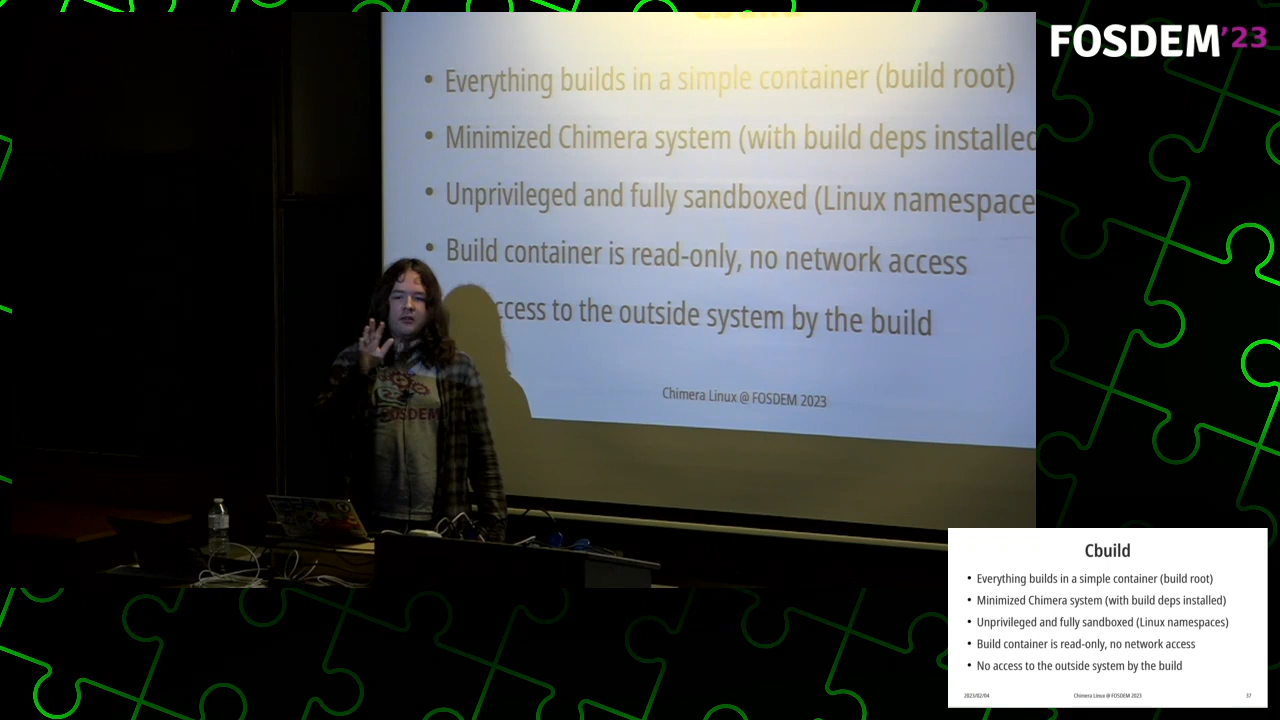 FOSDEM'23
Everything builds in a simple container (build root)
Minimized Chimera system (with build deps installed
Unprivileged and fully sandboxed (Linux namespace
Build container is read-only, no network access
ccess to the outside system by the build
Chimera Linux @ FOSDEM 2023
FOSDEM
Cbuild
• Everything builds in a simple container (build root)
• Minimized Chimera system (with build deps installed)
• Unprivileged and fully sandboxed (Linux namespaces)
• Build container is read-only, no network access
• No access to the outside system by the build
2023/02/04 Chimera Linux @ FOSDEM 2023 37